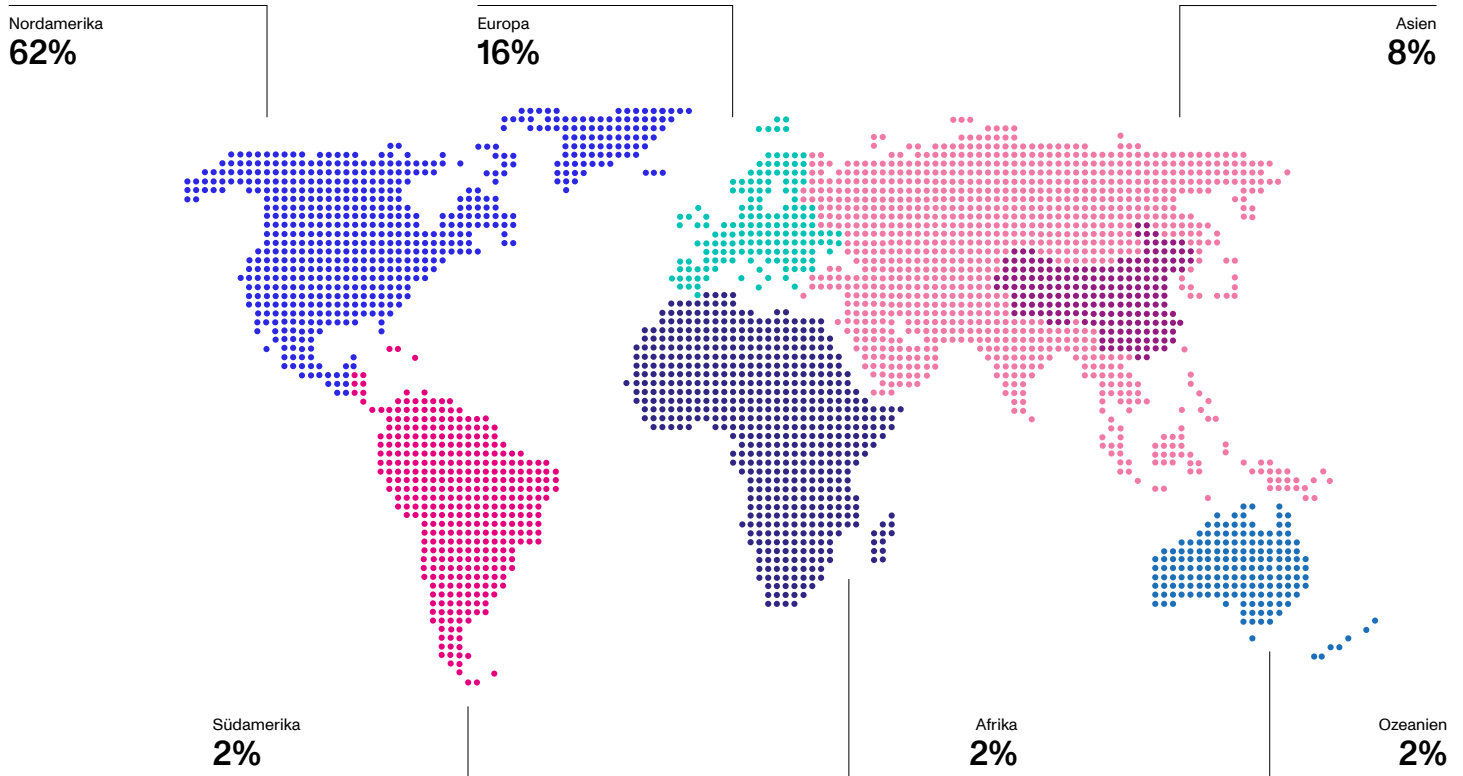 Nordamerika
62%
Europa
16%
Asien
8%
Südamerika
2%
Afrika
2%
Ozeanien
2%